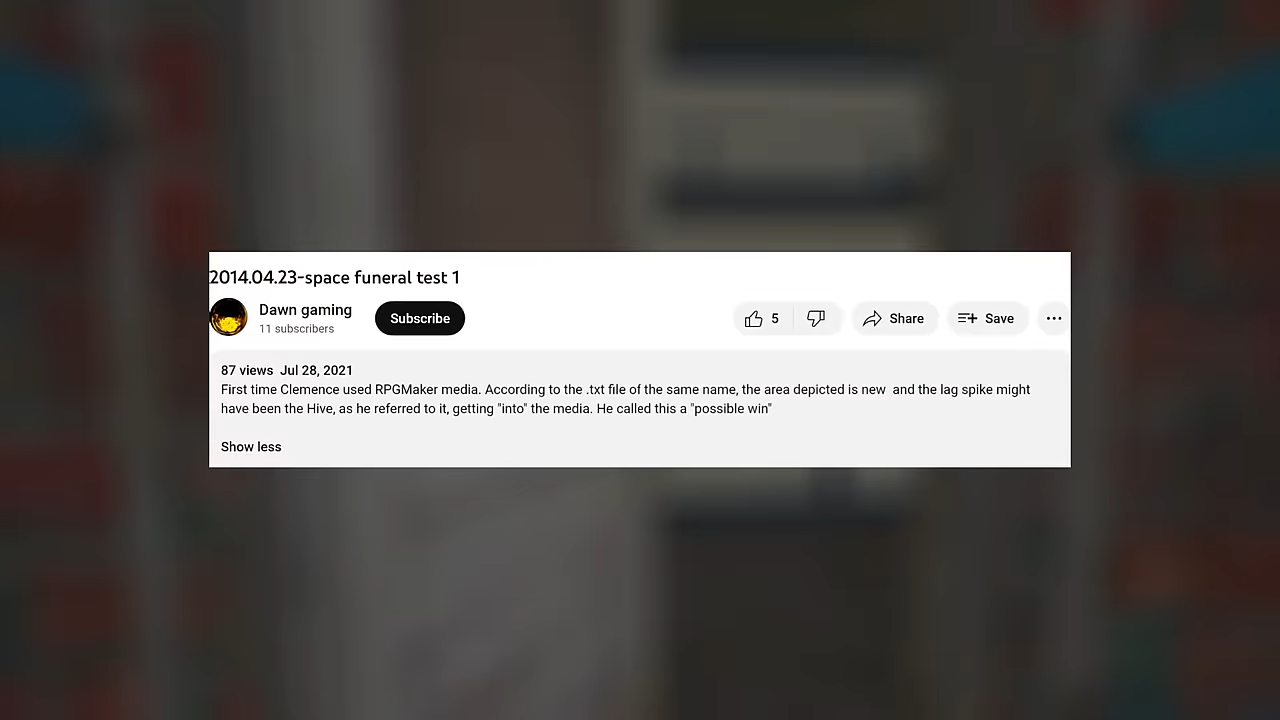 2014.04.23-space funeral test 1
Dawn gaming
11 subscribers
Subscribe
5
Share
Save
87 views  Jul 28, 2021
First time Clemence used RPGMaker media. According to the .txt file of the same name, the area depicted is new  and the lag spike might
have been the Hive, as he referred to it, getting "into" the media. He called this a "possible win"
Show less